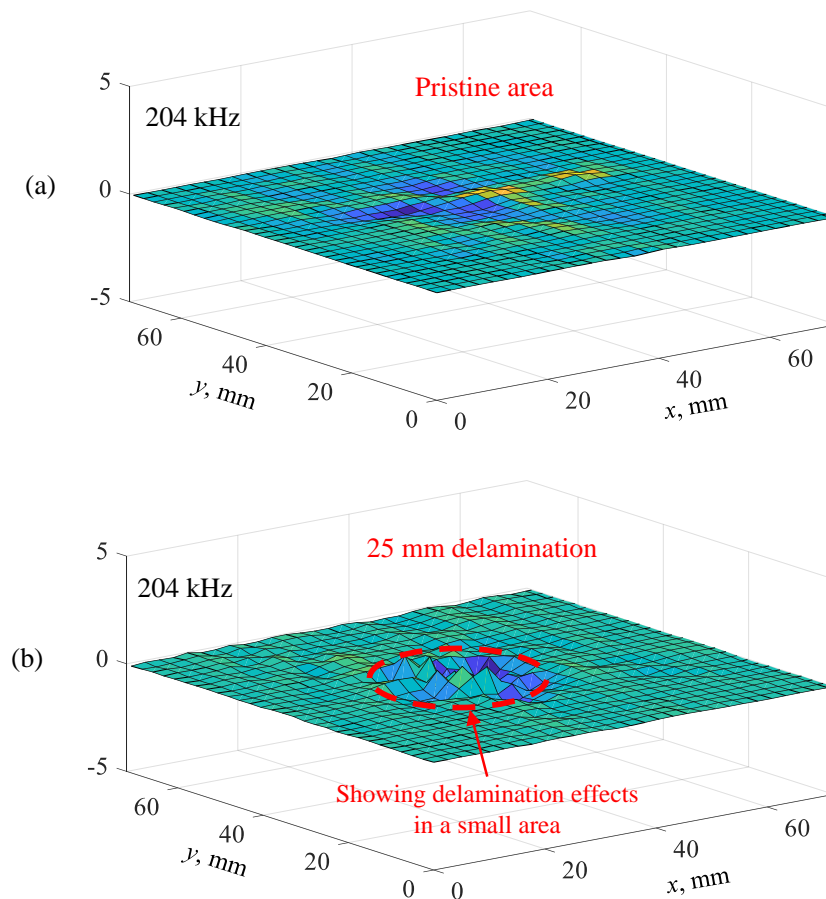 5
Pristine area
204 kHz
(a)
0
-5
60
40
20
0
0
20
40
60
y, mm
x, mm
5
25 mm delamination
204 kHz
(b)
0
-5
Showing delamination effects
in a small area
60
40
20
0
0
20
40
60
y, mm
x, mm